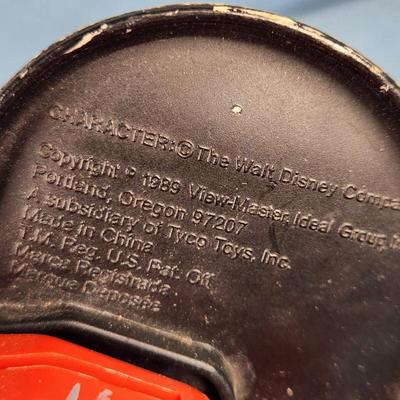 CHARACTER: © The Walt Disney Compa
Copyright © 1989 View-Master Ideal Group,
Portland, Oregon 97207
A subsidiary of Tyco Toys, Inc.
Made in China
T.M. Reg. U.S. Pat. Off.
Marca Registrada
Marque Deposée